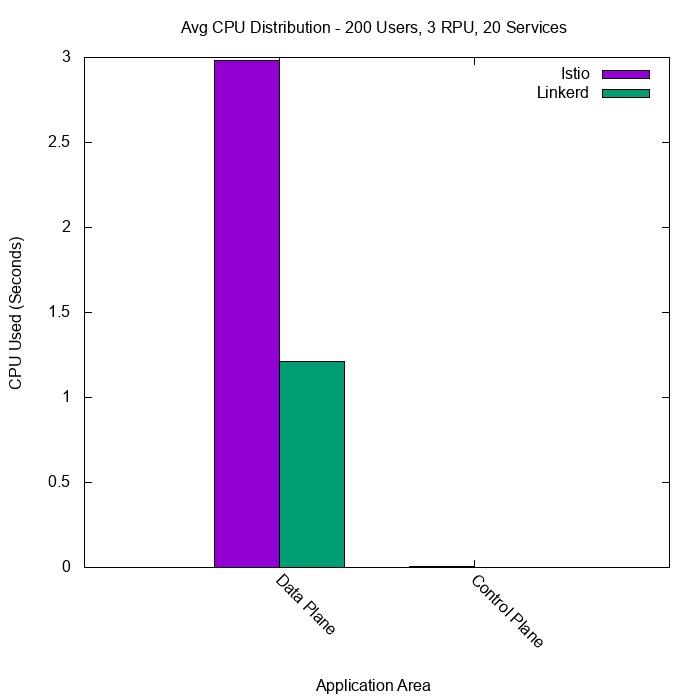 Avg CPU Distribution - 200 Users, 3 RPU, 20 Services
Istio
Linkerd
3
2.5
2
1.5
1
0.5
0
CPU Used (Seconds)
Data Plane
Control Plane
Application Area